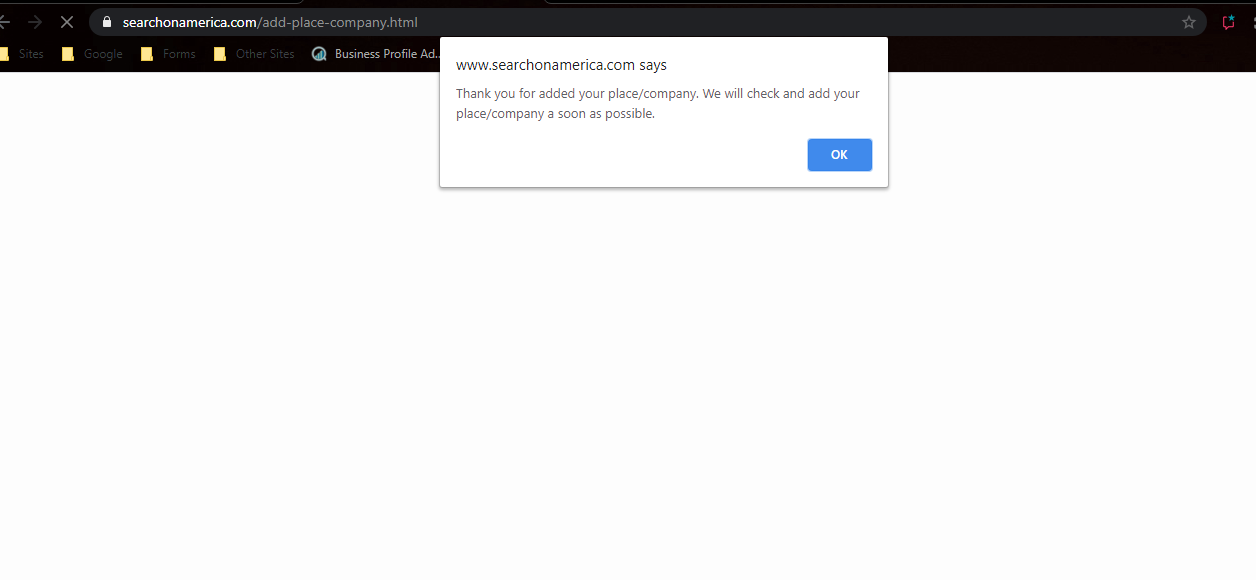 searchonamerica.com/add-place-company.html
Sites Google Forms Other Sites Business Profile Ad...
www.searchonamerica.com says
Thank you for added your place/company. We will check and add your
place/company a soon as possible.
OK